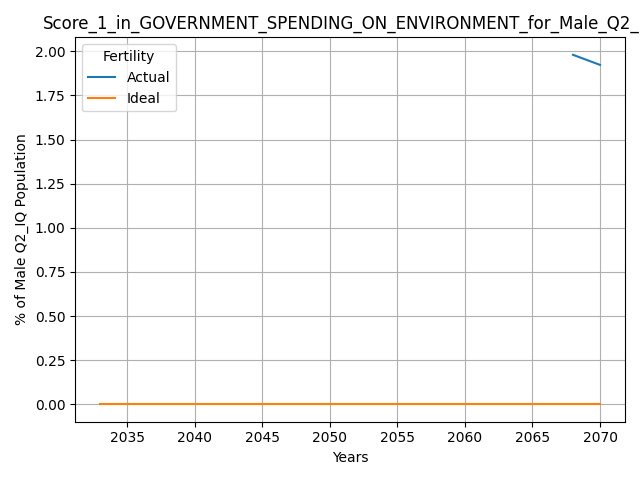 Score_1_in_GOVERNMENT_SPENDING_ON_ENVIRONMENT_for_Male_Q2_
Fertility
Actual
Ideal
% of Male Q2_IQ Population
2.00
1.75
1.50
1.25
1.00
0.75
0.50
0.25
0.00
2035 2040 2045 2050 2055 2060 2065 2070
Years